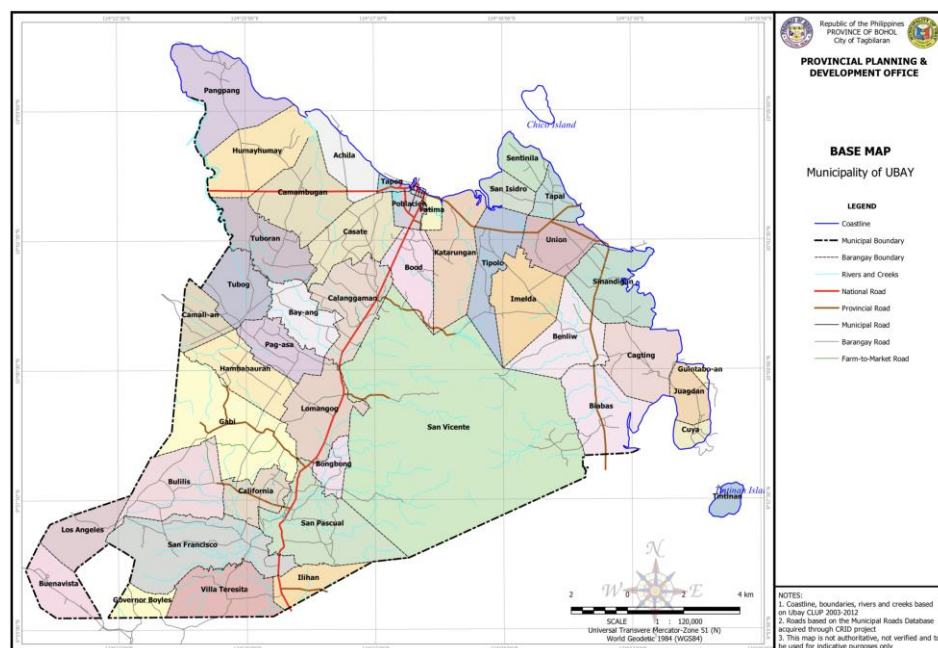 Republic of the Philippines
PROVINCE OF BOHOL
City of Tagbilaran
PROVINCIAL PLANNING &
DEVELOPMENT OFFICE
BASE MAP
Municipality of UBAY
LEGEND
Coastline
Municipal Boundary
Barangay Boundary
Rivers and Creeks
National Road
Provincial Road
Municipal Road
Barangay Road
Farm-to-Market Road
NOTES:
1. Coastline, boundaries, rivers and creeks based
on Ubay CLUP 2003-2012
2. Roads based on the Municipal Roads Database
acquired through CRID project
3. This map is not authoritative, not verified and to
be used for indicative purposes only
Pangpang
Chico Island
Humayhumay
Achila
Sentinila
Tapon
San Isidro
Tapal
Camambugan
Poblacion
Fatima
Casate
Tuboran
Katarungan
Tipolo
Union
Bood
Sinandigan
Tubog
Calanggaman
Imelda
Bay-ang
Camali-an
Benliw
Pag-asa
Cagting
Hambabauran
Gulotabo-an
Juagdan
Lomangog
Biabas
Gabi
San Vicente
Cuya
Bongbong
Bulilis
California
Tintinan Isla
Tintinan
San Pascual
Los Angeles
San Francisco
N
W E
Ilihan
Buenavista
Villa Teresita
Governor Boyles
2 0 2 4 km
SCALE 1 : 120,000
Universal Transvere Mercator-Zone 51 (N)
World Geodetic 1984 (WGS84)